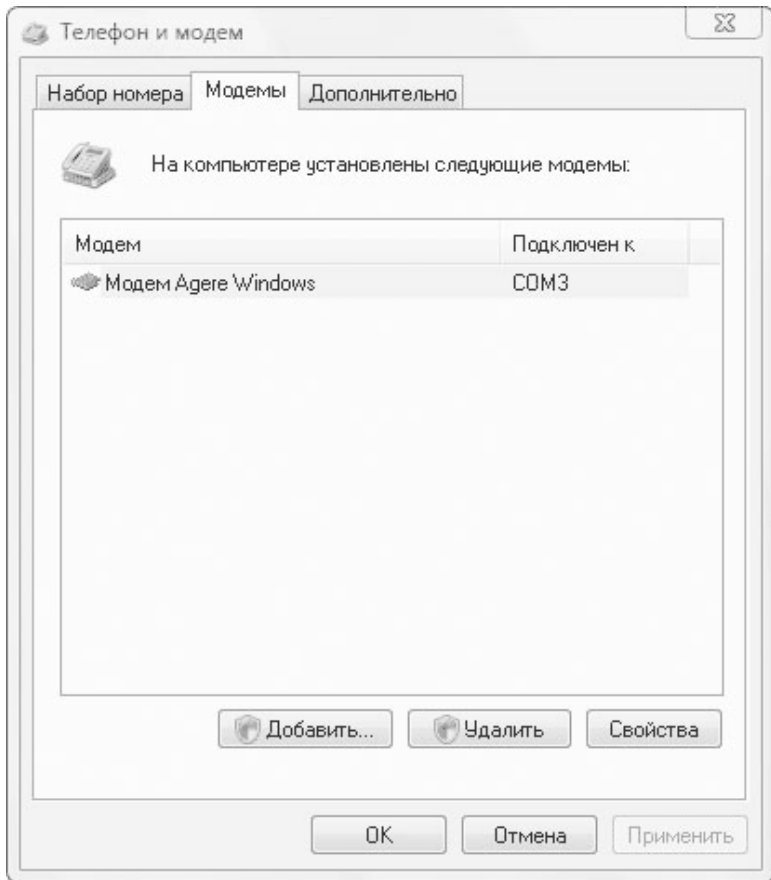 Телефон и модем
Набор номера Модемы Дополнительно
На компьютере установлены следующие модемы:
Модем Подключен к
Модем Agere Windows COM3
Добавить... Удалить Свойства
OK Отмена Применить